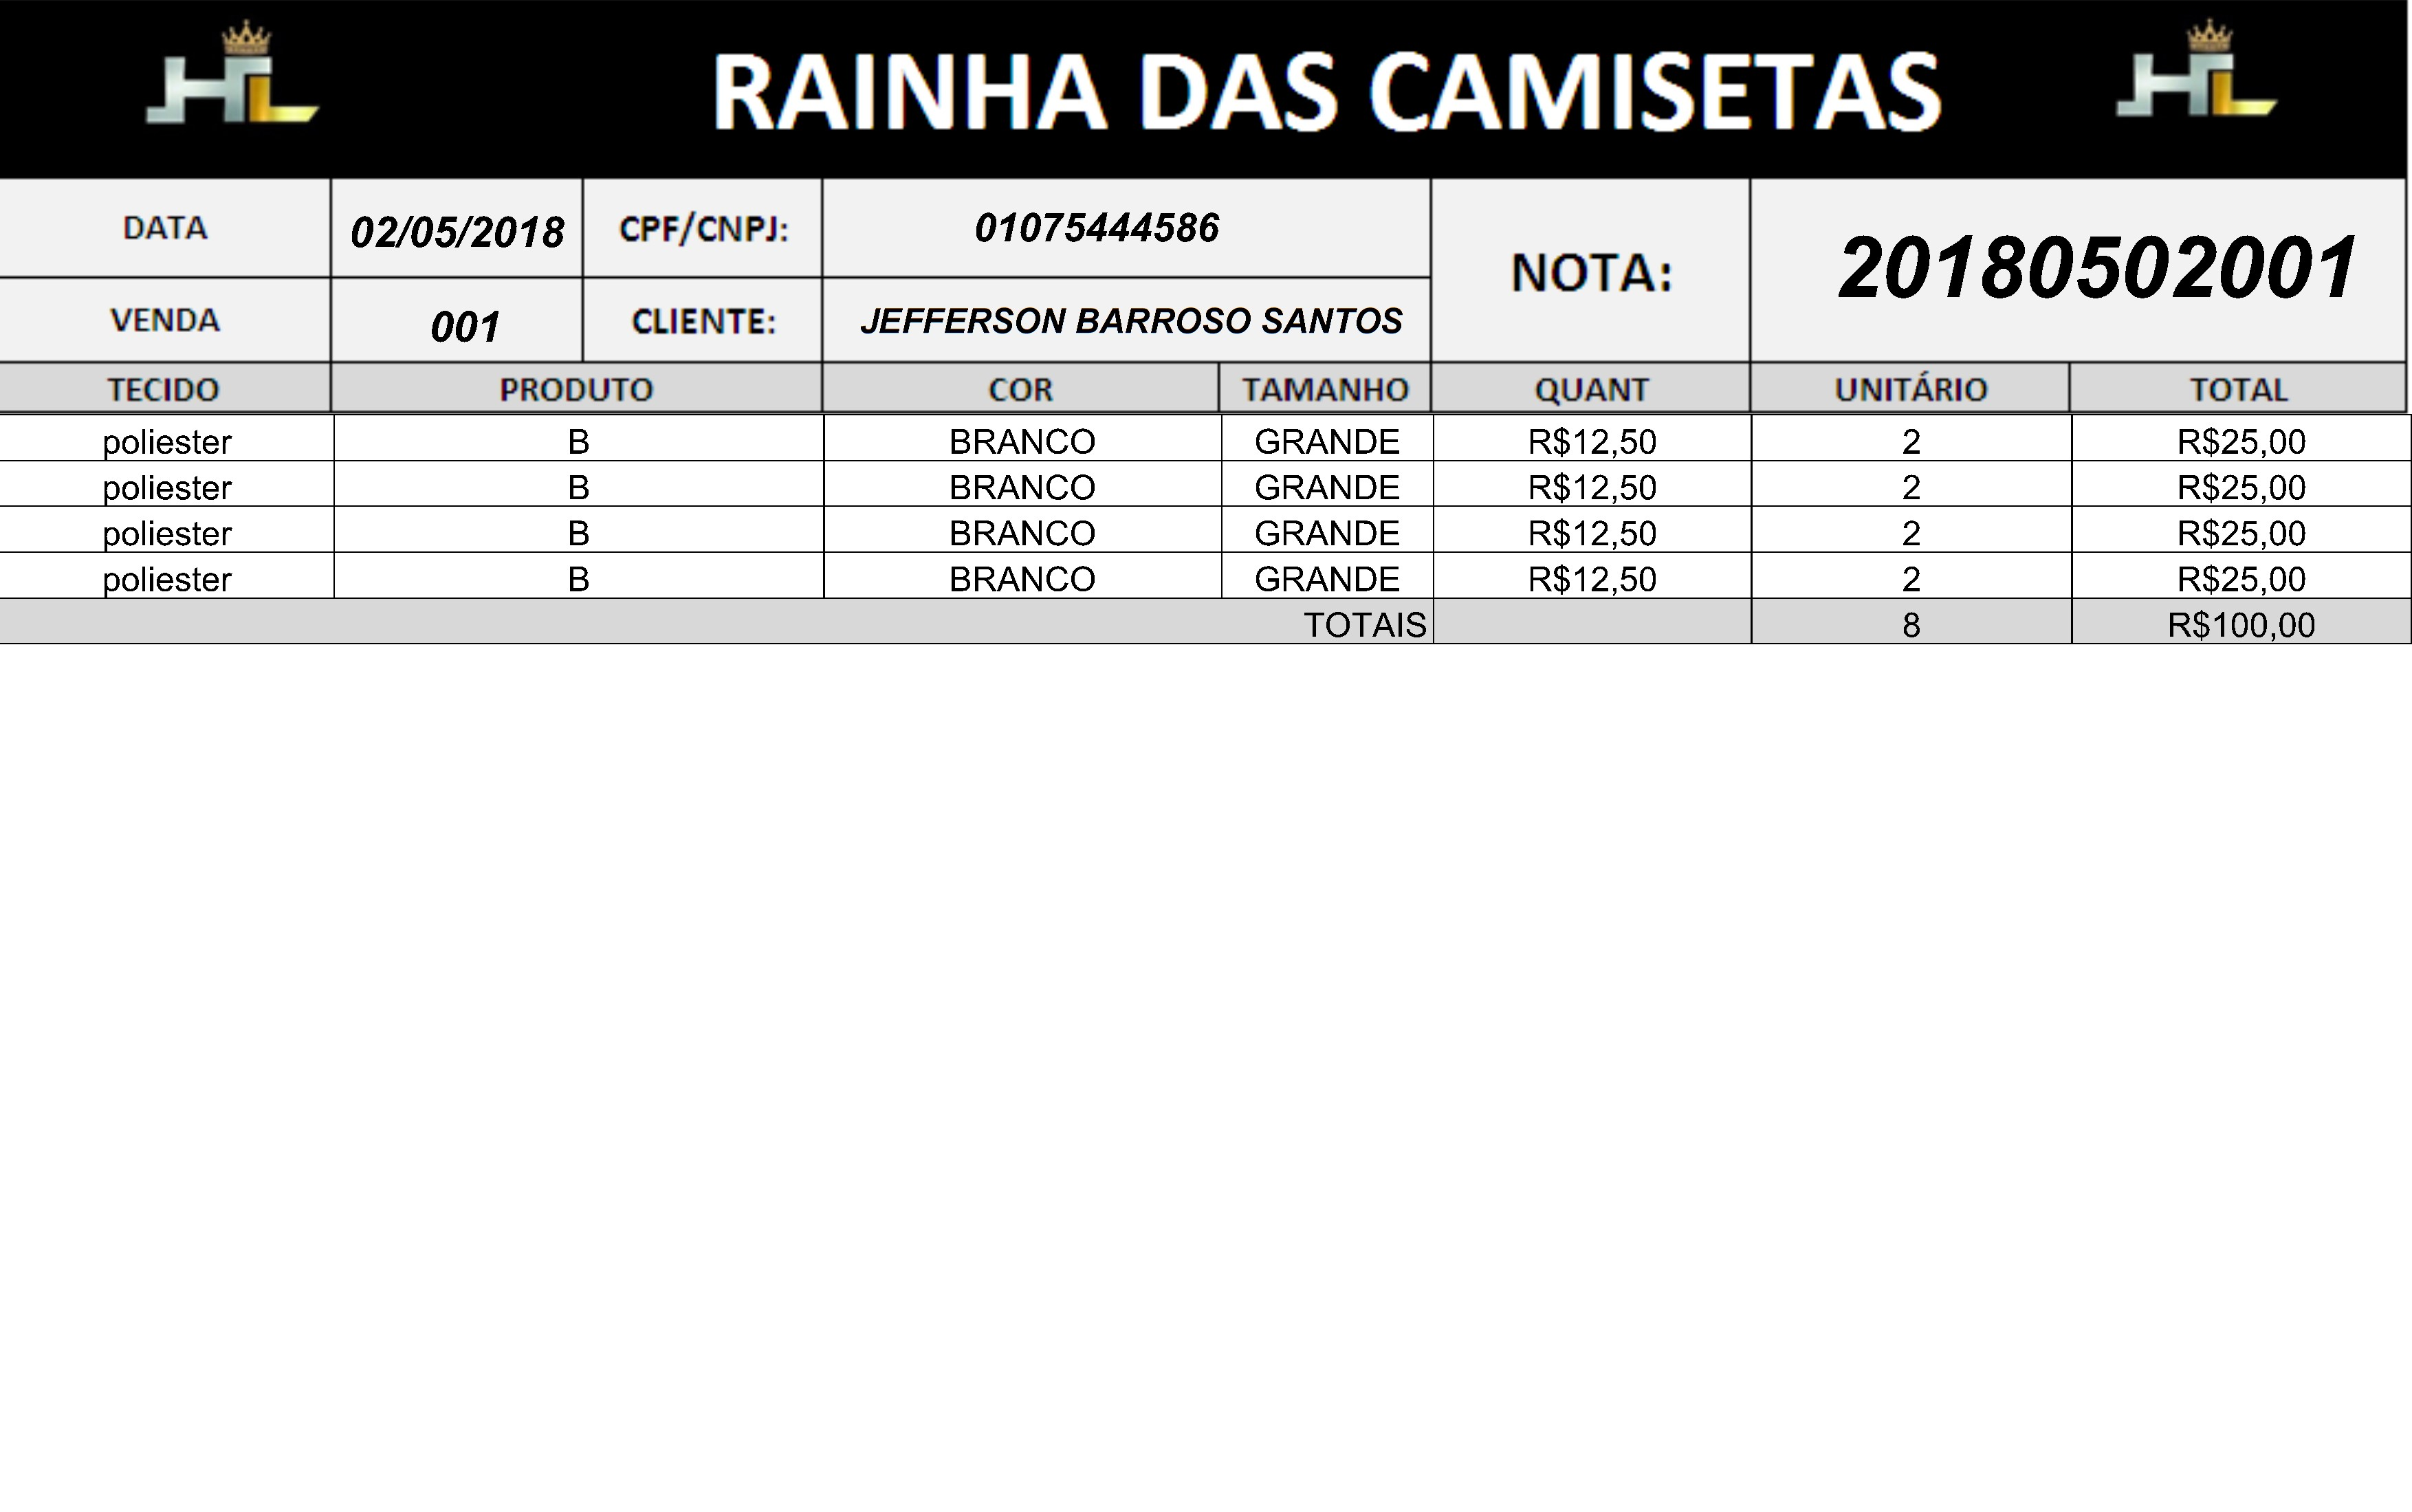 HL RAINHA DAS CAMISETAS HL
DATA 02/05/2018 CPF/CNPJ: 01075444586 NOTA: 20180502001
VENDA 001 CLIENTE: JEFFERSON BARROSO SANTOS
TECIDO PRODUTO COR TAMANHO QUANT UNITÁRIO TOTAL
poliester B BRANCO GRANDE R$12,50 2 R$25,00
poliester B BRANCO GRANDE R$12,50 2 R$25,00
poliester B BRANCO GRANDE R$12,50 2 R$25,00
poliester B BRANCO GRANDE R$12,50 2 R$25,00
TOTAIS 8 R$100,00